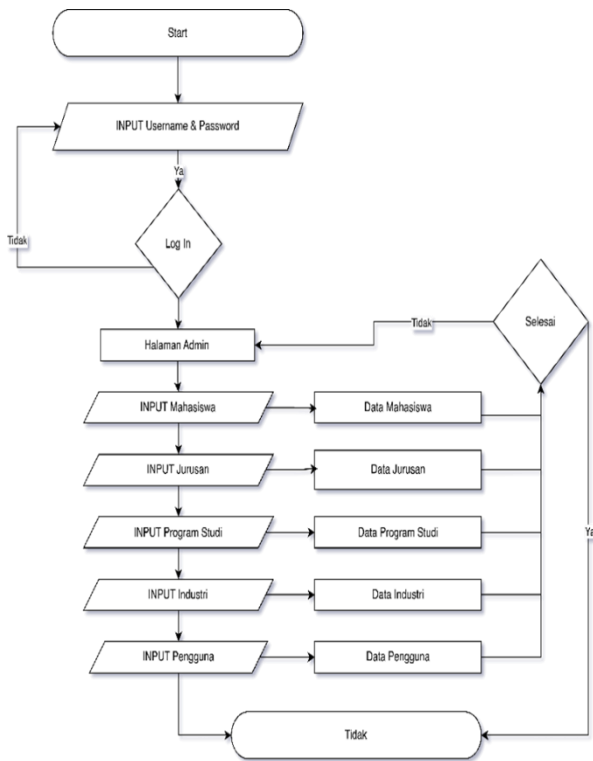 Start
INPUT Username & Password
Ya
Tidak
Log In
Selesai
Tidak
Halaman Admin
INPUT Mahasiswa
Data Mahasiswa
INPUT Jurusan
Data Jurusan
INPUT Program Studi
Data Program Studi
Ya
INPUT Industri
Data Industri
INPUT Pengguna
Data Pengguna
Tidak